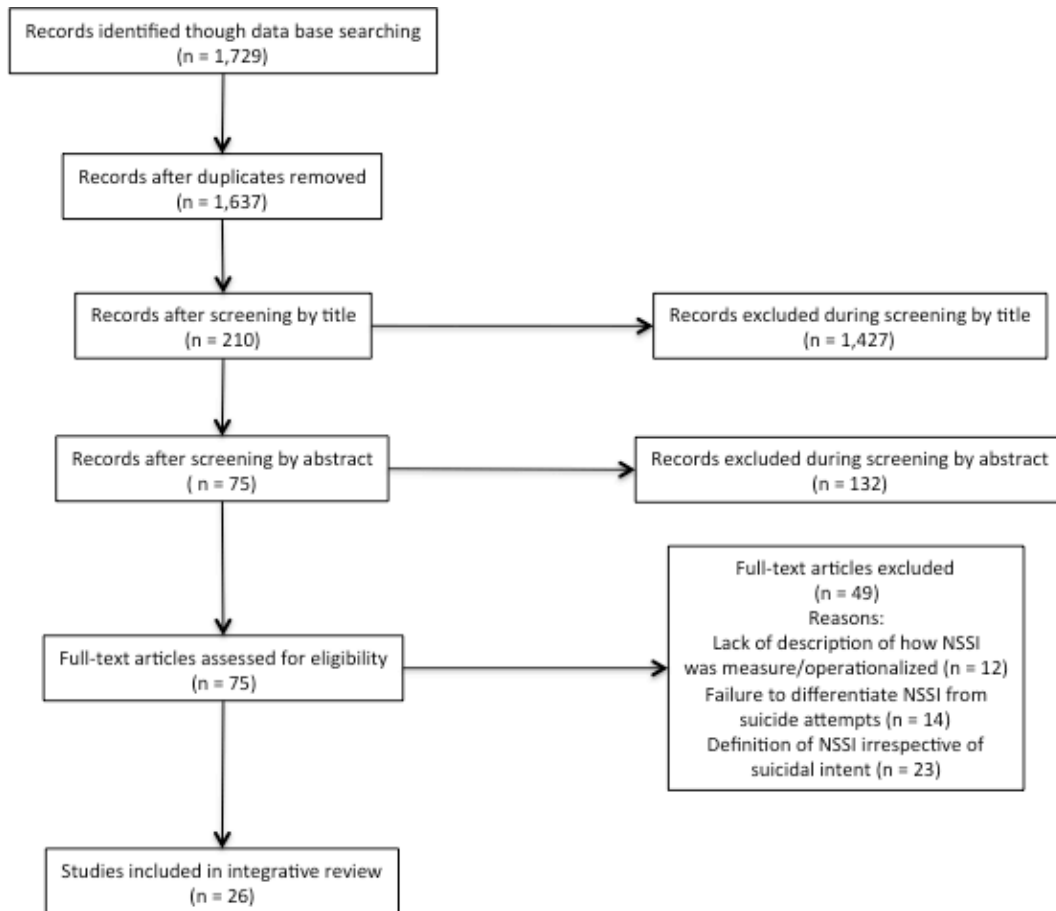 Records identified though data base searching
(n = 1,729)
Records after duplicates removed
(n = 1,637)
Records after screening by title
(n = 210)
Records excluded during screening by title
(n = 1,427)
Records after screening by abstract
( n = 75)
Records excluded during screening by abstract
(n = 132)
Full-text articles assessed for eligibility
(n = 75)
Full-text articles excluded
(n = 49)
Reasons:
Lack of description of how NSSI
was measure/operationalized (n = 12)
Failure to differentiate NSSI from
suicide attempts (n = 14)
Definition of NSSI irrespective of
suicidal intent (n = 23)
Studies included in integrative review
(n = 26)